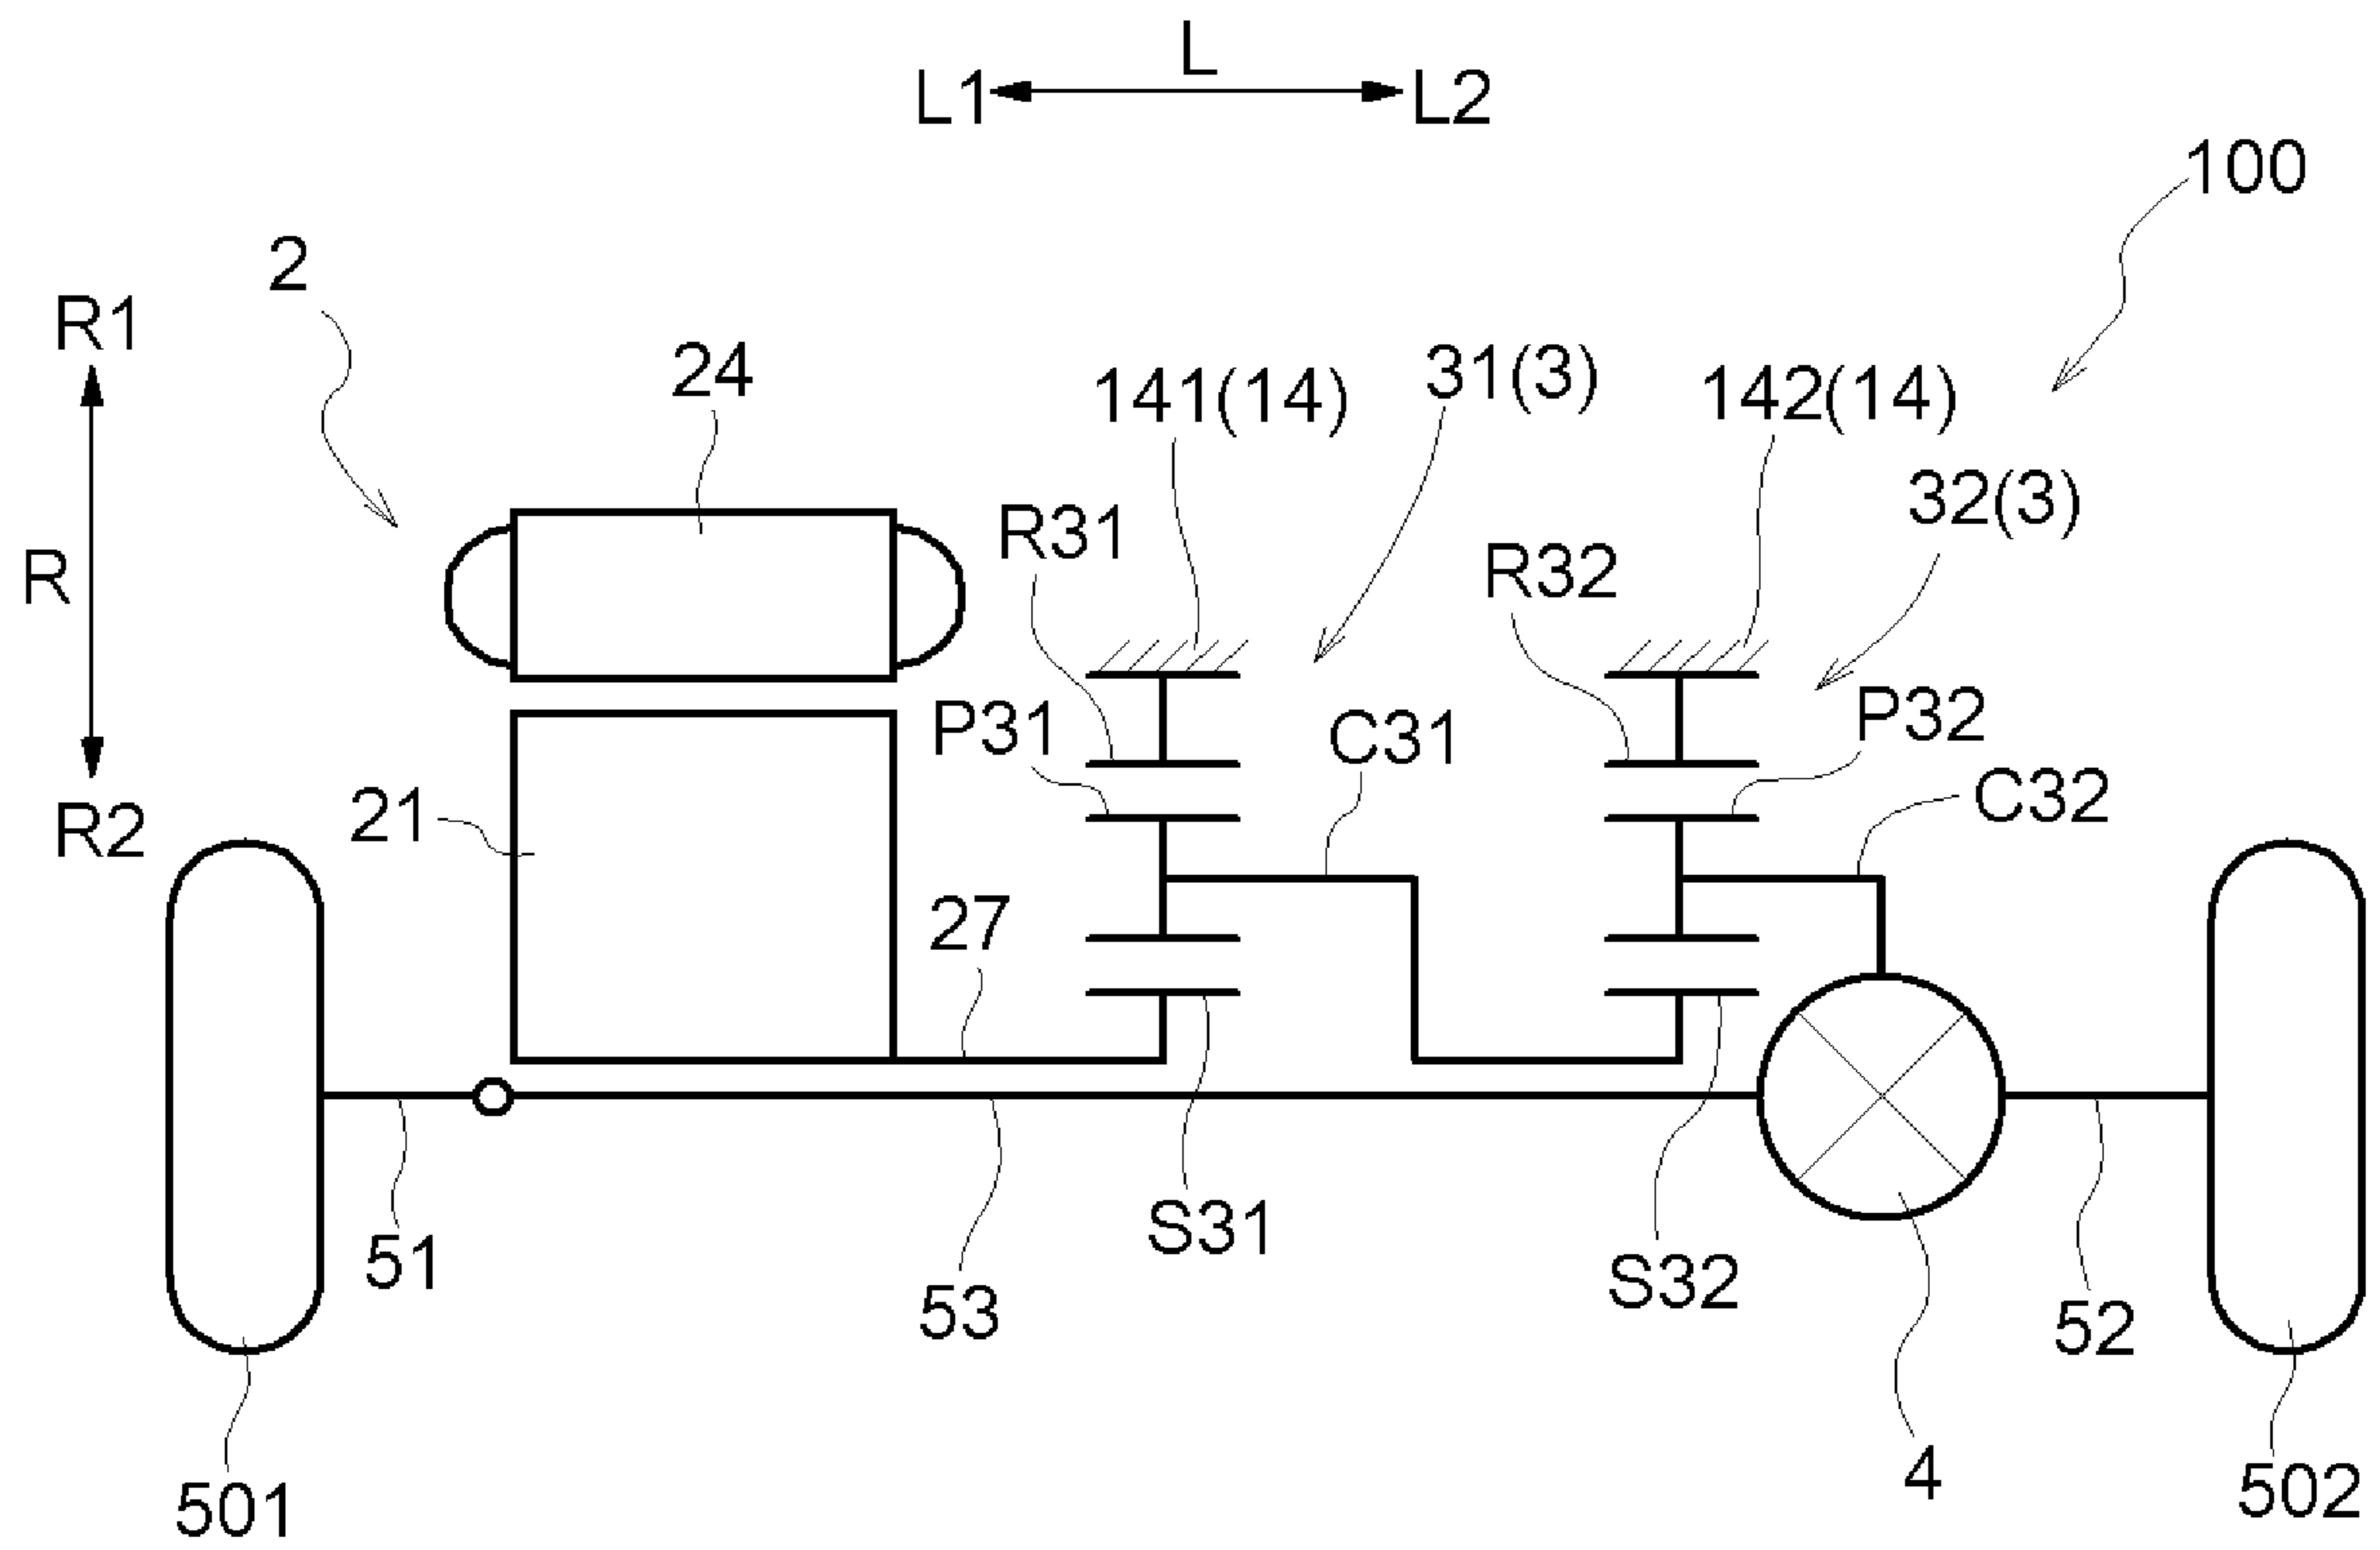 L
L1 L2
100
2
R1
24
141(14)
31(3)
142(14)
32(3)
R31
R32
R
P31
C31
P32
C32
21
R2
27
51
S31
53
S32
52
4
501
502